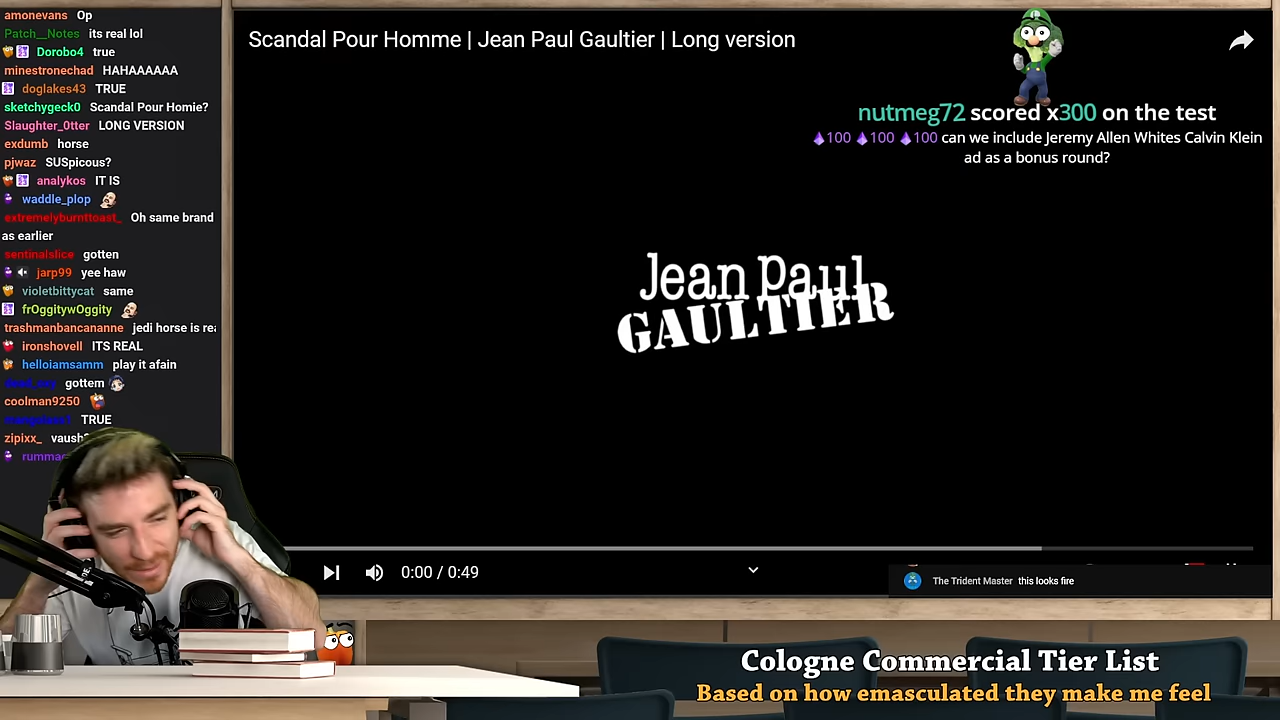 amonevans Op
Patch__Notes its real lol
Dorobo4 true
minestronechad HAHAAAAAA
doglakes43 TRUE
sketchygeck0 Scandal Pour Homie?
Slaughter_0tter LONG VERSION
exdumb horse
pjwaz SUSpicous?
analykos IT IS
waddle_plop
extremelyburnttoast_ Oh same brand
as earlier
sentinalslice gotten
jarp99 yee haw
violetbittycat same
frOggitywOggity
trashmanbancananne jedi horse is rea
ironshovell ITS REAL
helloiamsamm play it afain
gottem
coolman9250
TRUE
zipixx_ vaush
rummac
Scandal Pour Homme | Jean Paul Gaultier | Long version
nutmeg72 scored x300 on the test
100 100 100 can we include Jeremy Allen Whites Calvin Klein
ad as a bonus round?
Jean Paul
GAULTIER
0:00 / 0:49
The Trident Master this looks fire
Cologne Commercial Tier List
Based on how emasculated they make me feel